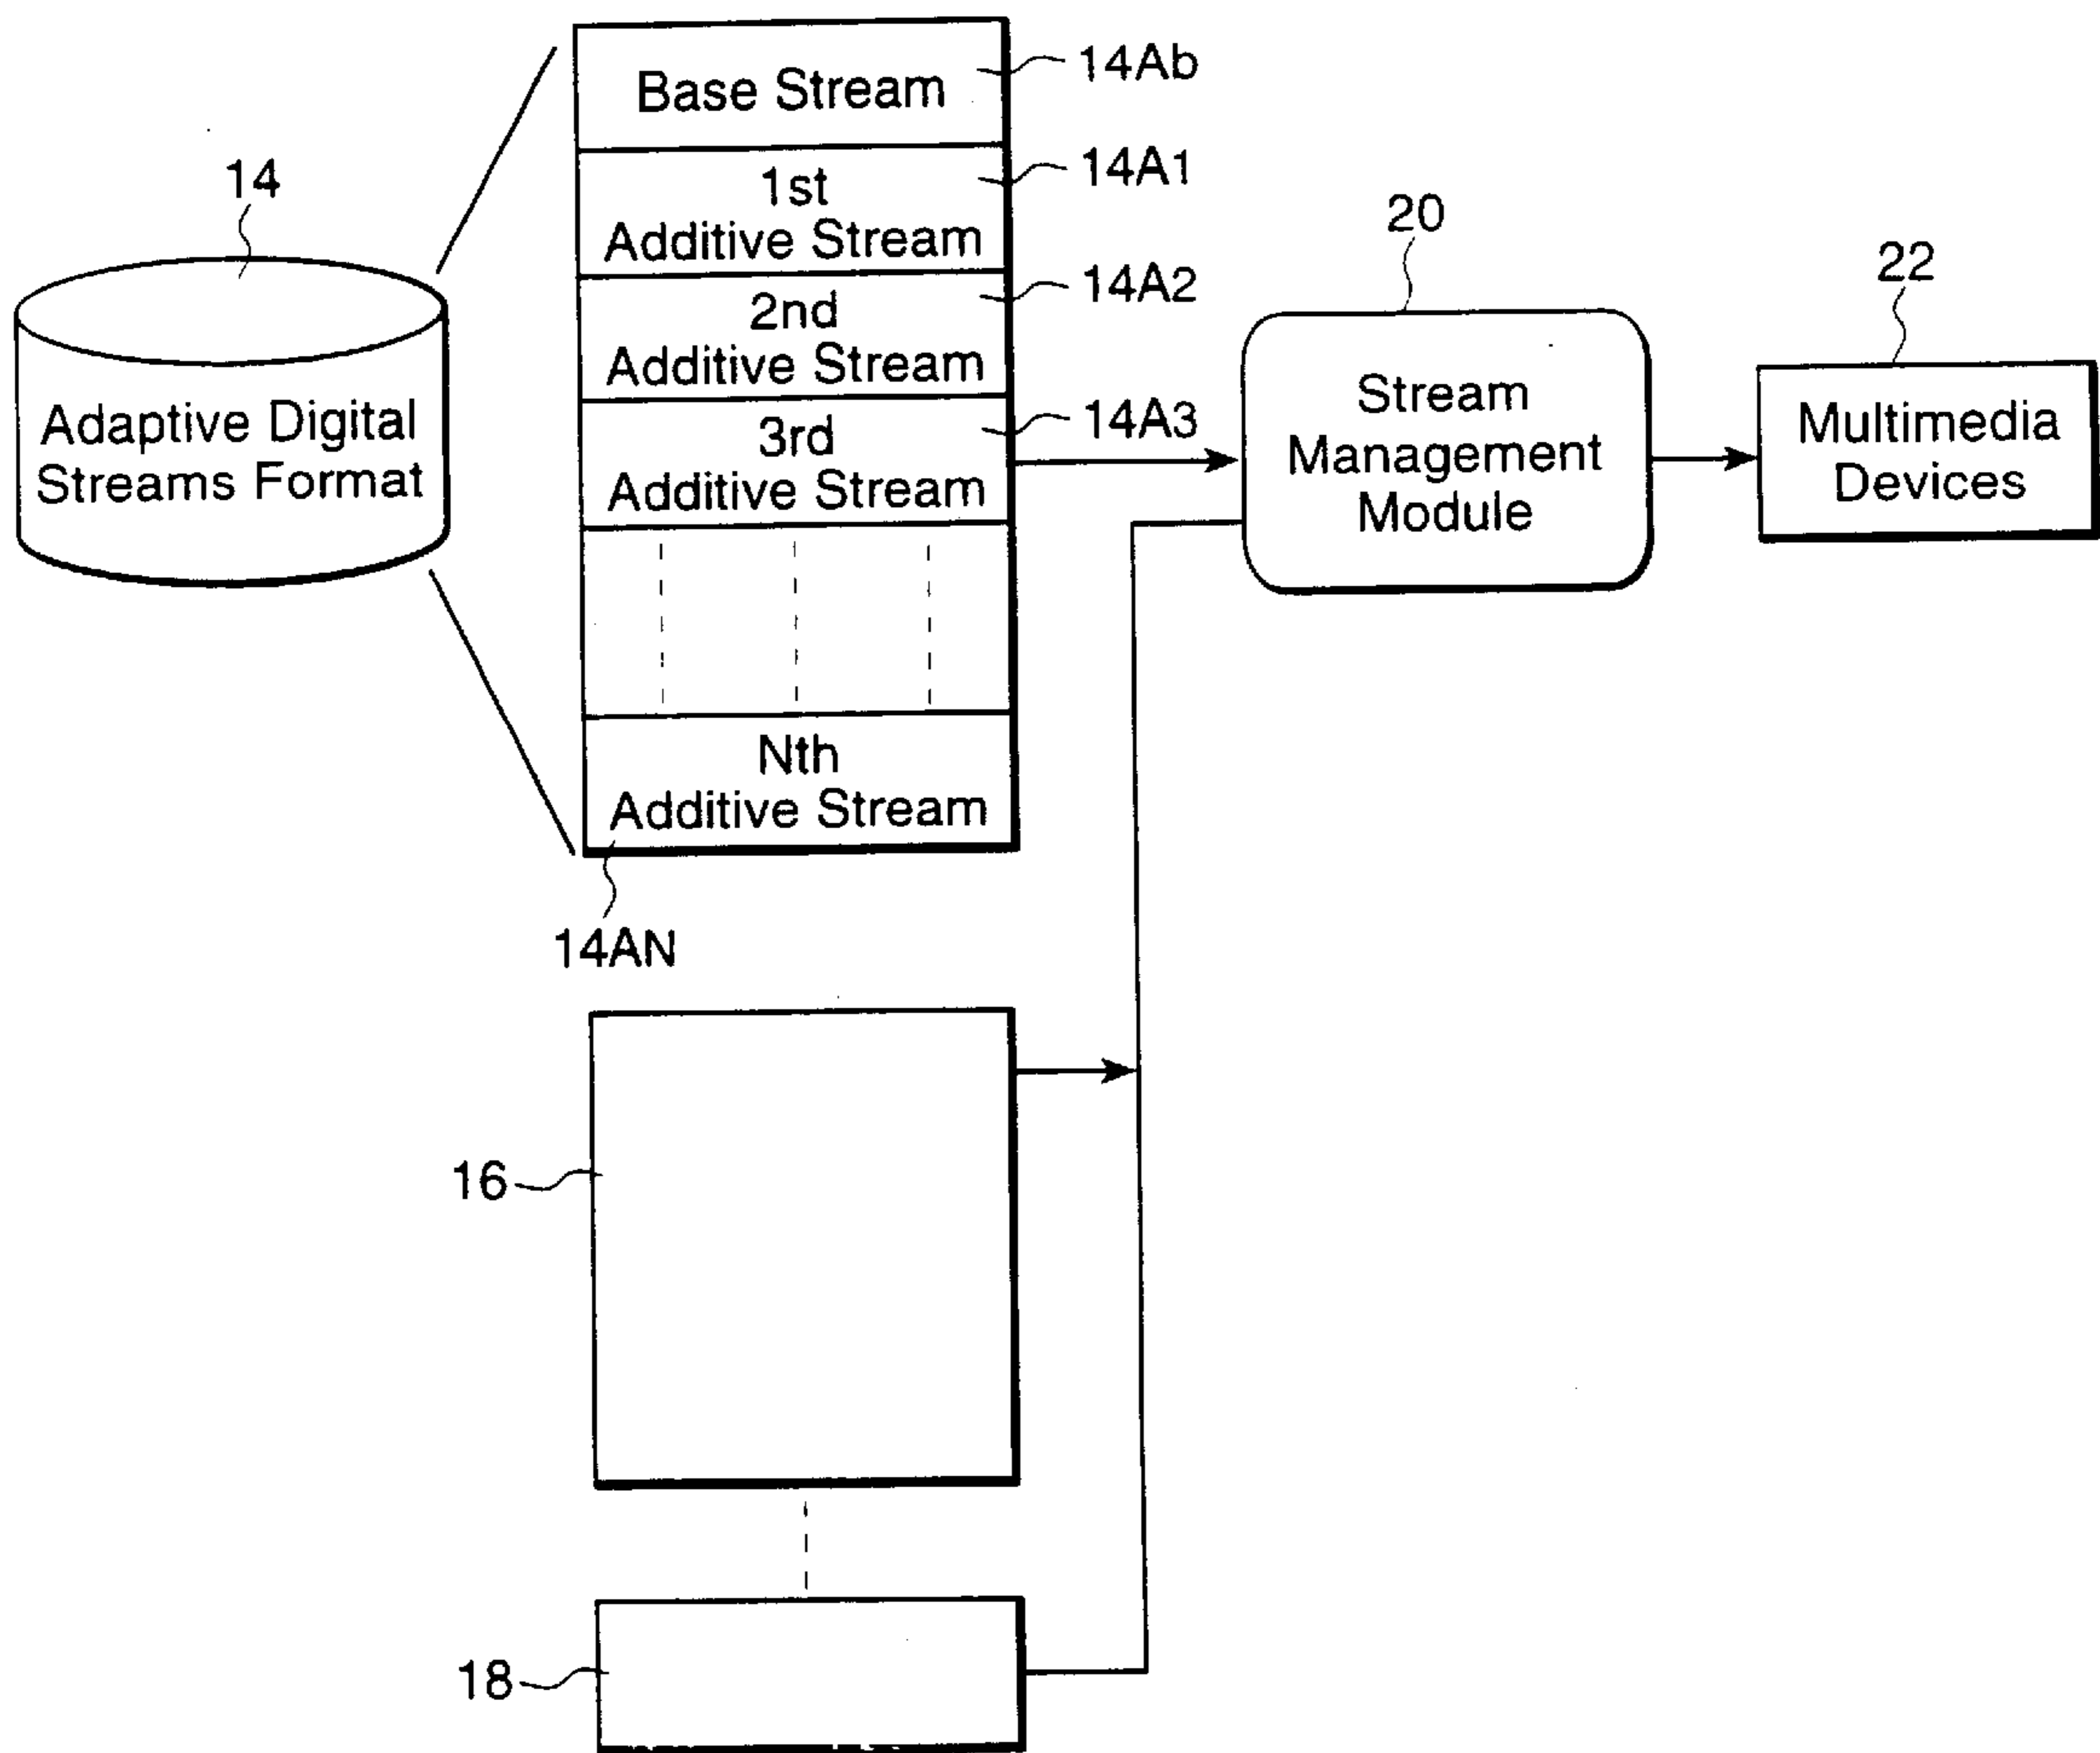 14
Adaptive Digital
Streams Format
Base Stream
14Ab
1st
Additive Stream
14A1
2nd
Additive Stream
14A2
3rd
Additive Stream
14A3
Nth
Additive Stream
14AN
20
Stream
Management
Module
22
Multimedia
Devices
16
18